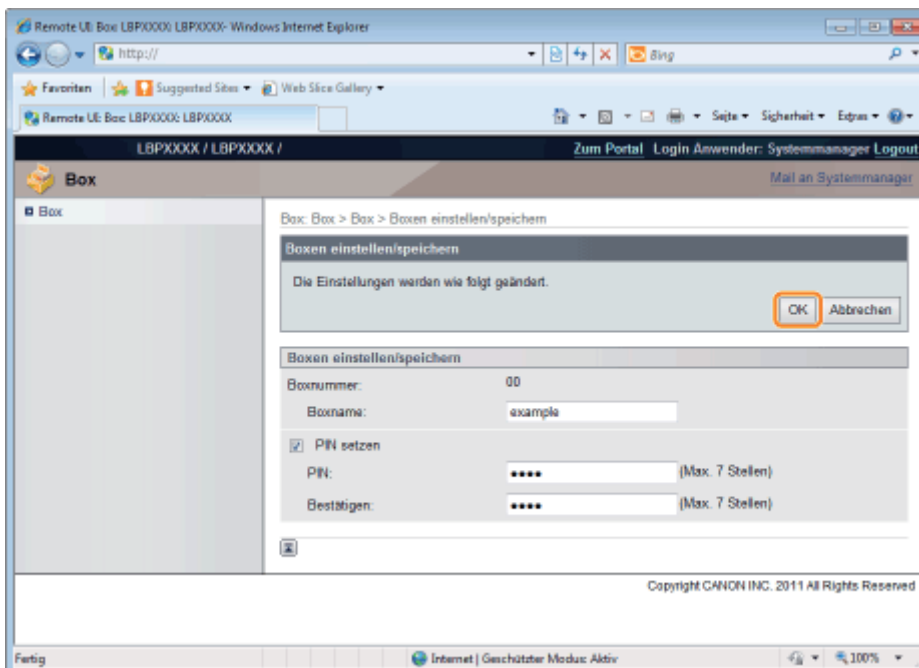 Remote UI: Box: LBPXXXX: LBPXXXX- Windows Internet Explorer
http://
Bing
Favoriten Suggested Sites Web Slice Gallery
Remote UI: Box: LBPXXXX: LBPXXXX
Seite Sicherheit Extras
LBPXXXX / LBPXXXX /
Zum Portal Login Anwender: Systemmanager Logout
Box
Mail an Systemmanager
Box
Box: Box > Box > Boxen einstellen/speichern
Boxen einstellen/speichern
Die Einstellungen werden wie folgt geändert.
OK Abbrechen
Boxen einstellen/speichern
Boxnummer: 00
Boxname: example
PIN setzen
PIN: •••• (Max. 7 Stellen)
Bestätigen: •••• (Max. 7 Stellen)
Copyright CANON INC. 2011 All Rights Reserved
Fertig
Internet | Geschützter Modus: Aktiv
100%